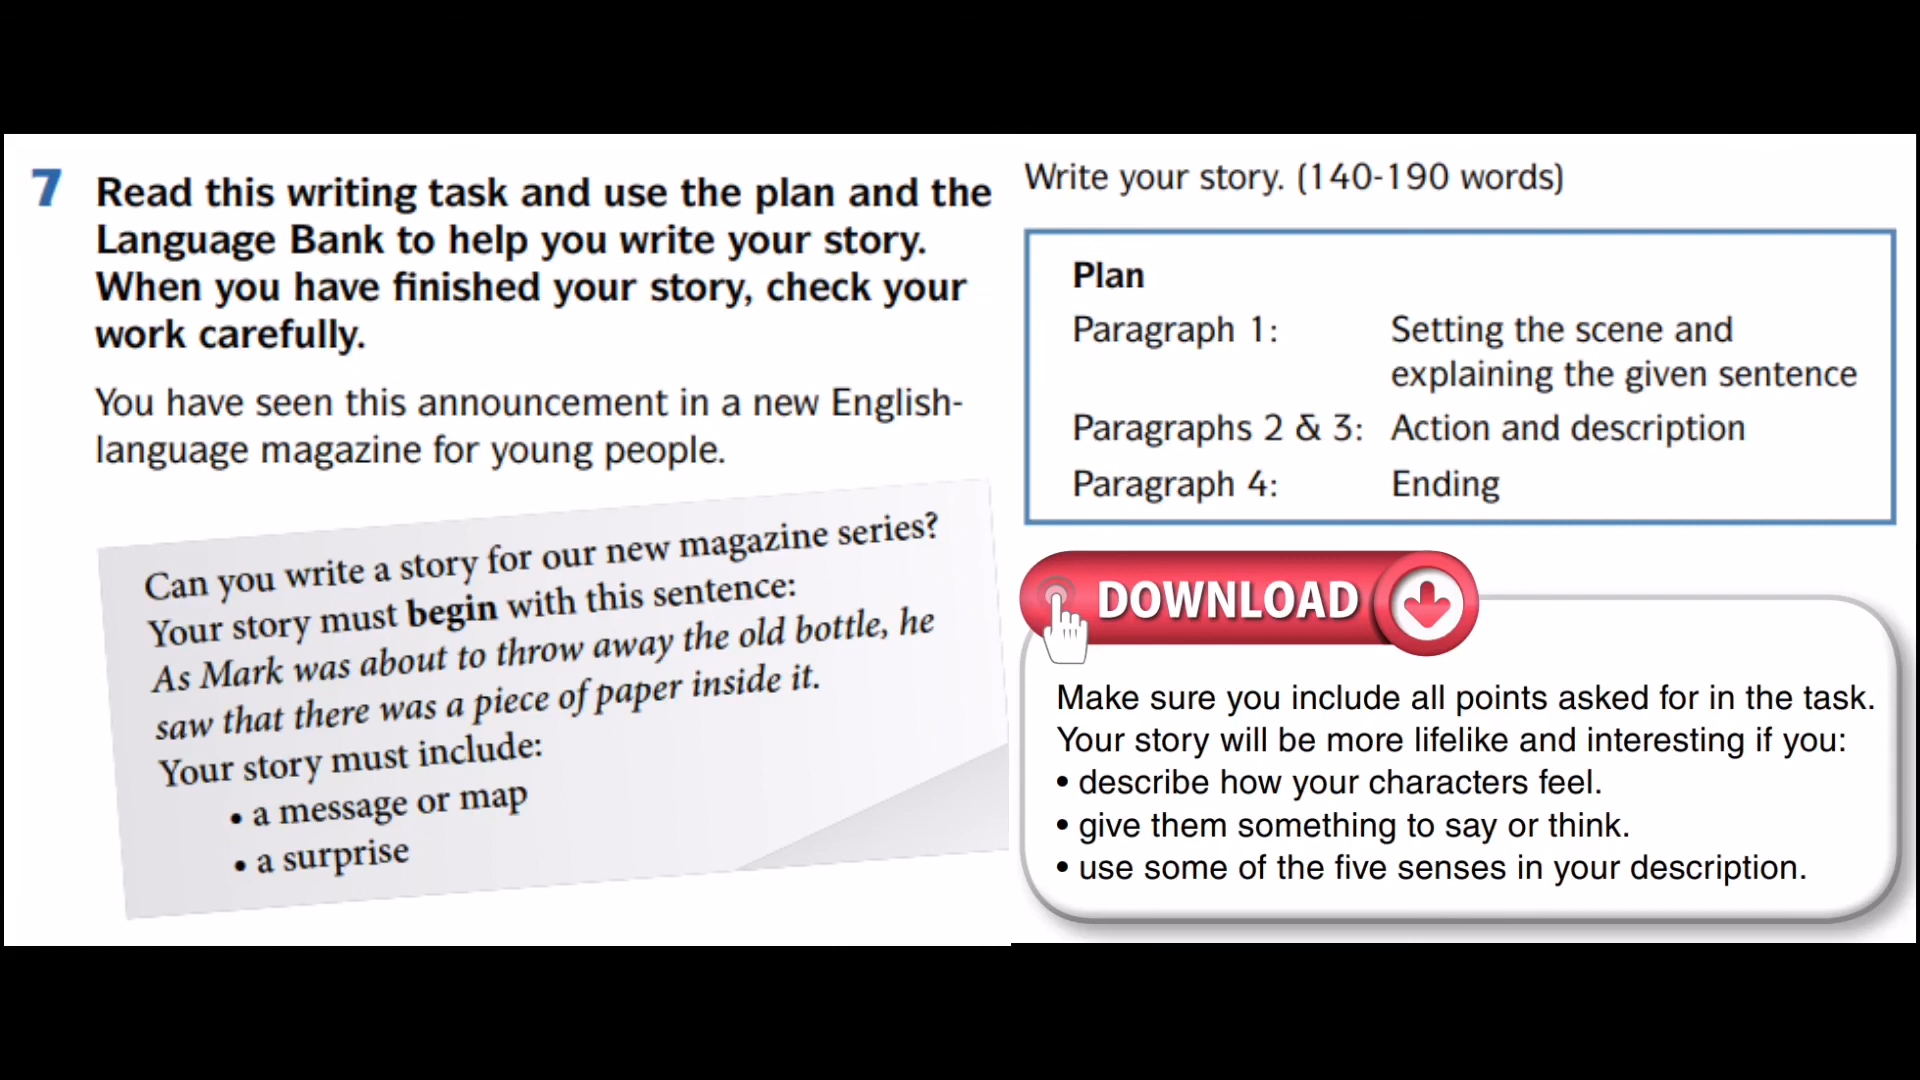 7 Read this writing task and use the plan and the
Language Bank to help you write your story.
When you have finished your story, check your
work carefully.
You have seen this announcement in a new English-
language magazine for young people.
Can you write a story for our new magazine series?
Your story must begin with this sentence:
As Mark was about to throw away the old bottle, he
saw that there was a piece of paper inside it.
Your story must include:
• a message or map
• a surprise
Write your story. (140-190 words)
Plan
Paragraph 1: Setting the scene and
explaining the given sentence
Paragraphs 2 & 3: Action and description
Paragraph 4: Ending
DOWNLOAD
Make sure you include all points asked for in the task.
Your story will be more lifelike and interesting if you:
• describe how your characters feel.
• give them something to say or think.
• use some of the five senses in your description.